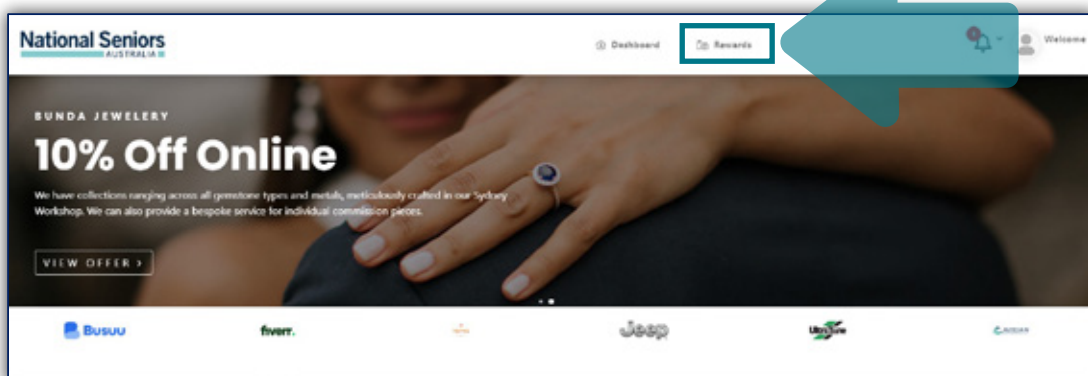 National Seniors
AUSTRALIA
Dashboard
Rewards
Welcome
BUNDA JEWELERY
10% Off Online
We have collections ranging across all gemstone types and metals, meticulously crafted in our Sydney
Workshop. We can also provide a bespoke service for individual commission pieces.
VIEW OFFER >
Busuu
fiverr.
Jeep
UltraTune